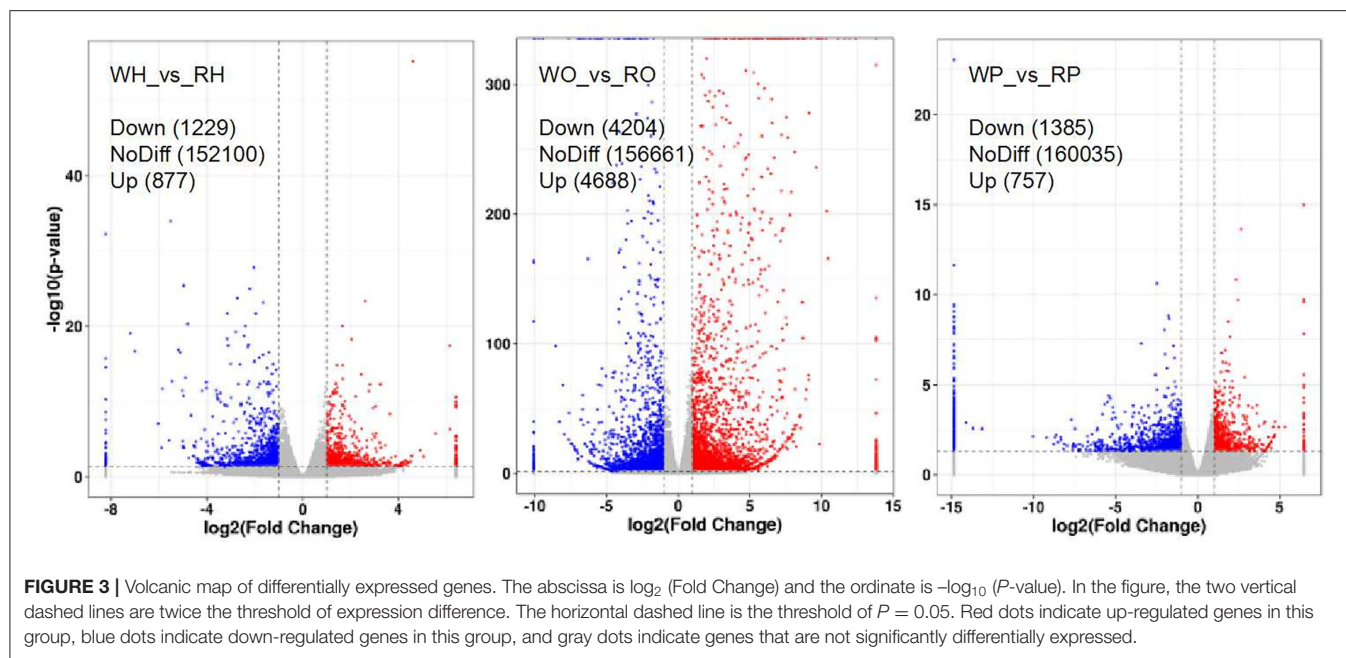 WH_vs_RH
Down (1229)
NoDiff (152100)
Up (877)
-log10(p-value)
40
20
0
-8
-4
0
4
log2(Fold Change)
WO_vs_RO
Down (4204)
NoDiff (156661)
Up (4688)
300
200
100
0
-10
-5
0
5
10
15
log2(Fold Change)
WP_vs_RP
Down (1385)
NoDiff (160035)
Up (757)
20
15
10
5
0
-15
-10
-5
0
5
log2(Fold Change)
FIGURE 3 | Volcanic map of differentially expressed genes. The abscissa is log2 (Fold Change) and the ordinate is –log10 (P-value). In the figure, the two vertical
dashed lines are twice the threshold of expression difference. The horizontal dashed line is the threshold of P = 0.05. Red dots indicate up-regulated genes in this
group, blue dots indicate down-regulated genes in this group, and gray dots indicate genes that are not significantly differentially expressed.